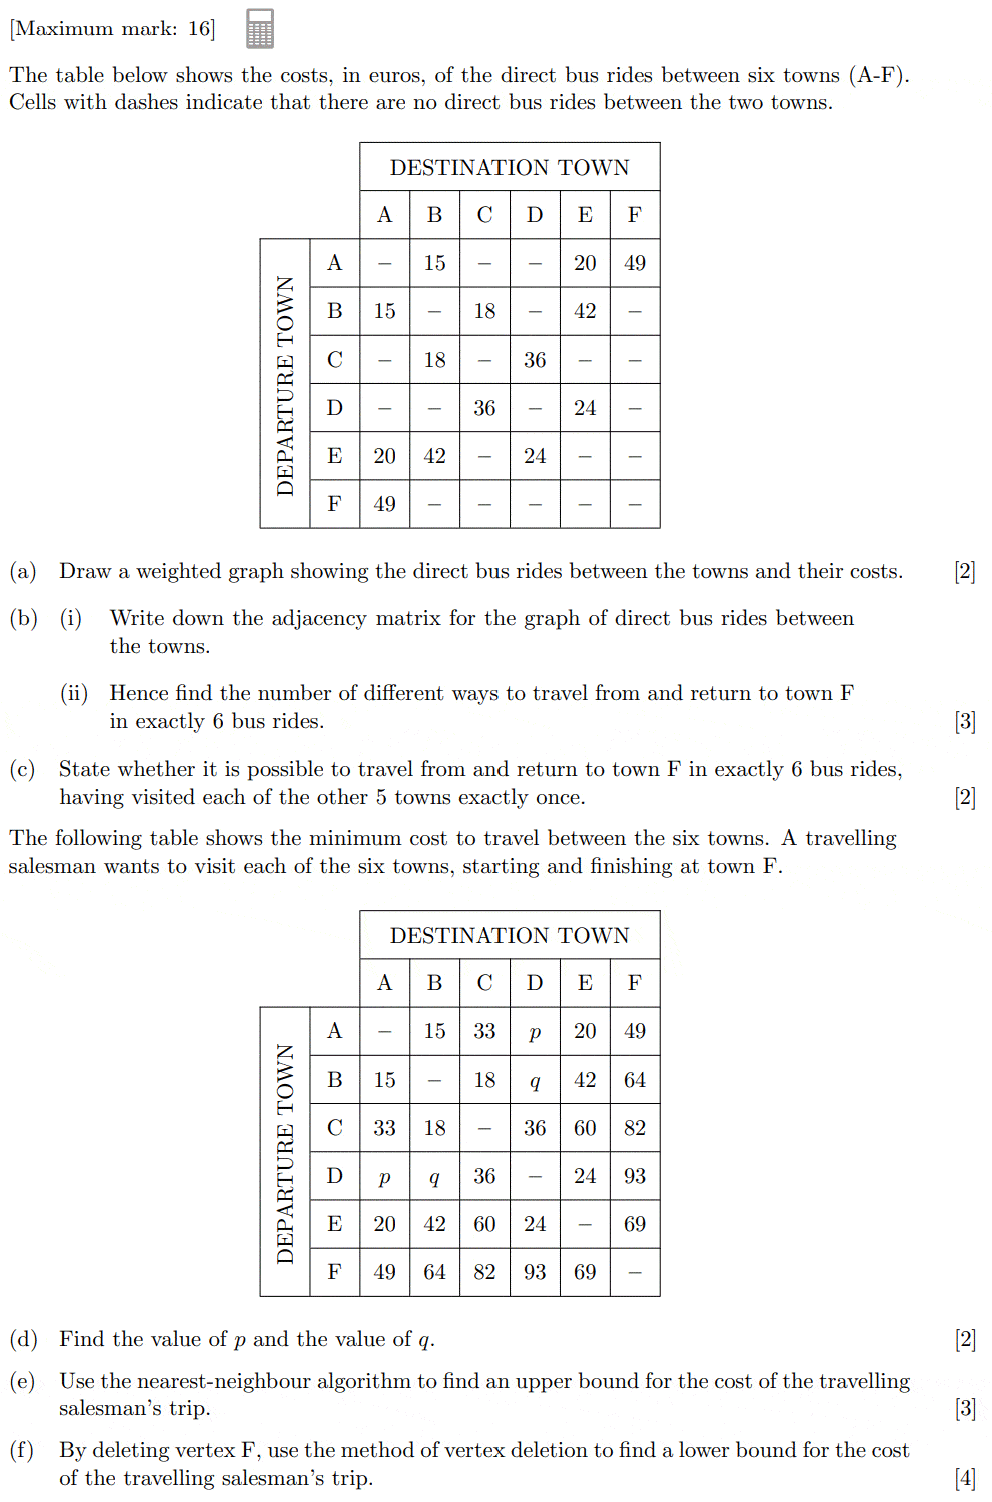 [Maximum mark: 16]
The table below shows the costs, in euros, of the direct bus rides between six towns (A-F).
Cells with dashes indicate that there are no direct bus rides between the two towns.
DESTINATION TOWN
A B C D E F
DEPARTURE TOWN
A – 15 – – 20 49
B 15 – 18 – 42 –
C – 18 – 36 – –
D – – 36 – 24 –
E 20 42 – 24 – –
F 49 – – – – –
(a) Draw a weighted graph showing the direct bus rides between the towns and their costs. [2]
(b) (i) Write down the adjacency matrix for the graph of direct bus rides between
the towns.
(ii) Hence find the number of different ways to travel from and return to town F
in exactly 6 bus rides. [3]
(c) State whether it is possible to travel from and return to town F in exactly 6 bus rides,
having visited each of the other 5 towns exactly once. [2]
The following table shows the minimum cost to travel between the six towns. A travelling
salesman wants to visit each of the six towns, starting and finishing at town F.
DESTINATION TOWN
A B C D E F
DEPARTURE TOWN
A – 15 33 p 20 49
B 15 – 18 q 42 64
C 33 18 – 36 60 82
D p q 36 – 24 93
E 20 42 60 24 – 69
F 49 64 82 93 69 –
(d) Find the value of p and the value of q. [2]
(e) Use the nearest-neighbour algorithm to find an upper bound for the cost of the travelling
salesman's trip. [3]
(f) By deleting vertex F, use the method of vertex deletion to find a lower bound for the cost
of the travelling salesman's trip. [4]